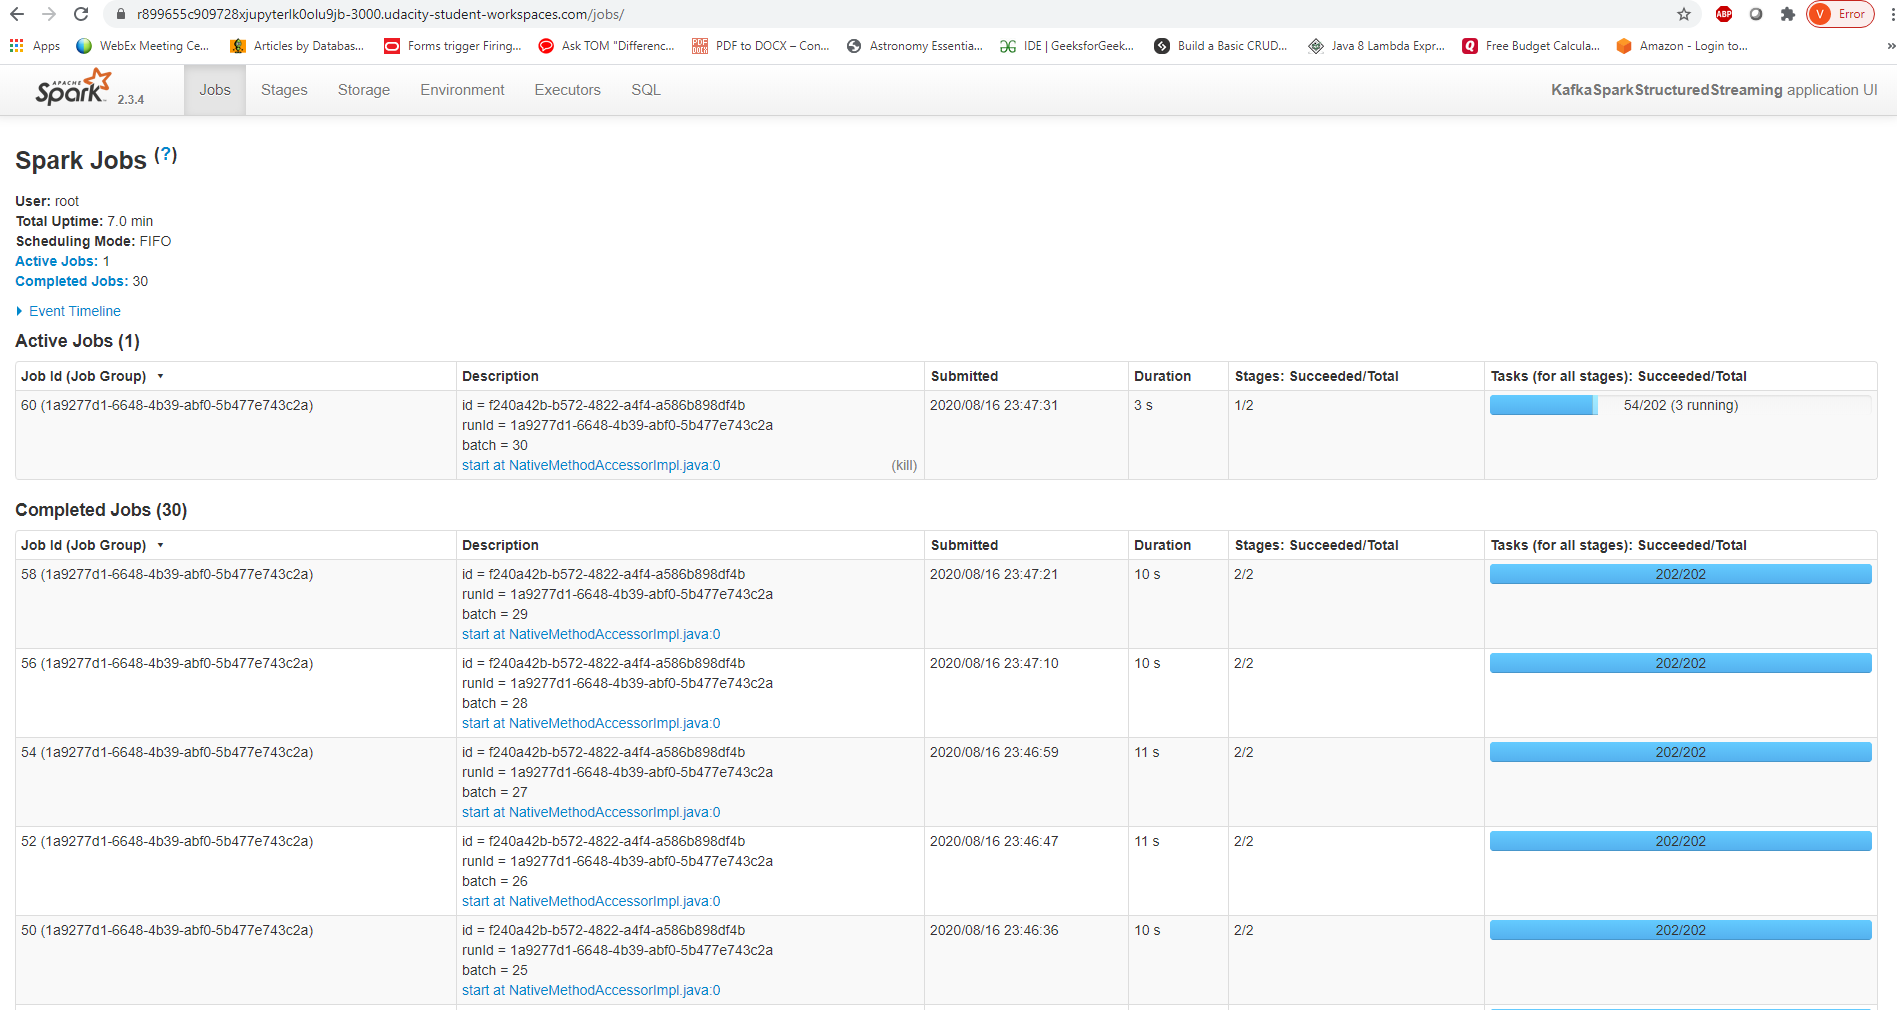 r899655c909728xjupyterlk0olu9jb-3000.udacity-student-workspaces.com/jobs/ ABP V Error
Apps WebEx Meeting Ce... Articles by Databas... Forms trigger Firing... Ask TOM "Differenc... PDF to DOCX – Con... Astronomy Essentia... IDE | GeeksforGeek... Build a Basic CRUD... Java 8 Lambda Expr... Free Budget Calcula... Amazon - Login to... »
APACHE Spark 2.3.4 Jobs Stages Storage Environment Executors SQL KafkaSparkStructuredStreaming application UI
Spark Jobs (?)
User: root
Total Uptime: 7.0 min
Scheduling Mode: FIFO
Active Jobs: 1
Completed Jobs: 30
Event Timeline
Active Jobs (1)
Job Id (Job Group) ▾ Description Submitted Duration Stages: Succeeded/Total Tasks (for all stages): Succeeded/Total
60 (1a9277d1-6648-4b39-abf0-5b477e743c2a) id = f240a42b-b572-4822-a4f4-a586b898df4b 2020/08/16 23:47:31 3 s 1/2 54/202 (3 running)
runId = 1a9277d1-6648-4b39-abf0-5b477e743c2a
batch = 30
start at NativeMethodAccessorImpl.java:0 (kill)
Completed Jobs (30)
Job Id (Job Group) ▾ Description Submitted Duration Stages: Succeeded/Total Tasks (for all stages): Succeeded/Total
58 (1a9277d1-6648-4b39-abf0-5b477e743c2a) id = f240a42b-b572-4822-a4f4-a586b898df4b 2020/08/16 23:47:21 10 s 2/2 202/202
runId = 1a9277d1-6648-4b39-abf0-5b477e743c2a
batch = 29
start at NativeMethodAccessorImpl.java:0
56 (1a9277d1-6648-4b39-abf0-5b477e743c2a) id = f240a42b-b572-4822-a4f4-a586b898df4b 2020/08/16 23:47:10 10 s 2/2 202/202
runId = 1a9277d1-6648-4b39-abf0-5b477e743c2a
batch = 28
start at NativeMethodAccessorImpl.java:0
54 (1a9277d1-6648-4b39-abf0-5b477e743c2a) id = f240a42b-b572-4822-a4f4-a586b898df4b 2020/08/16 23:46:59 11 s 2/2 202/202
runId = 1a9277d1-6648-4b39-abf0-5b477e743c2a
batch = 27
start at NativeMethodAccessorImpl.java:0
52 (1a9277d1-6648-4b39-abf0-5b477e743c2a) id = f240a42b-b572-4822-a4f4-a586b898df4b 2020/08/16 23:46:47 11 s 2/2 202/202
runId = 1a9277d1-6648-4b39-abf0-5b477e743c2a
batch = 26
start at NativeMethodAccessorImpl.java:0
50 (1a9277d1-6648-4b39-abf0-5b477e743c2a) id = f240a42b-b572-4822-a4f4-a586b898df4b 2020/08/16 23:46:36 10 s 2/2 202/202
runId = 1a9277d1-6648-4b39-abf0-5b477e743c2a
batch = 25
start at NativeMethodAccessorImpl.java:0